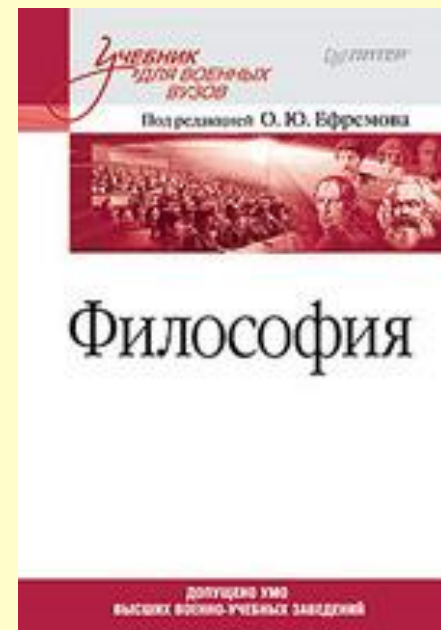 УЧЕБНИК
ДЛЯ ВОЕННЫХ
ВУЗОВ
ПИТЕР
Под редакцией О. Ю. Ефремова
Философия
ДОПУЩЕНО УМО
ВЫСШИХ ВОЕННО-УЧЕБНЫХ ЗАВЕДЕНИЙ